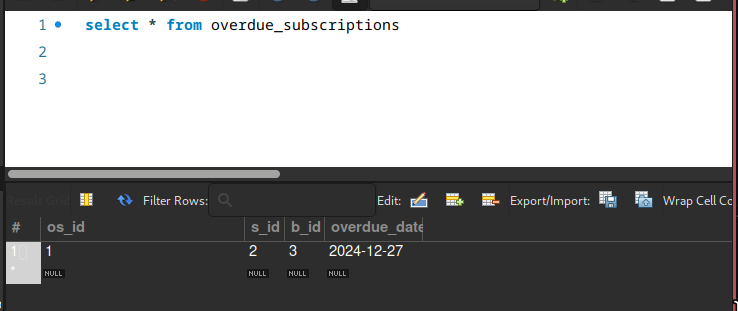 1 select * from overdue_subscriptions
2
3
Result Grid Filter Rows: Edit: Export/Import: Wrap Cell Co
# os_id s_id b_id overdue_date
1 1 2 3 2024-12-27
* NULL NULL NULL NULL